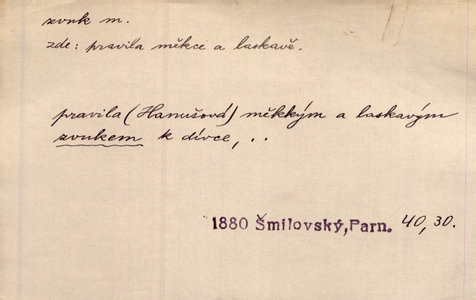 zvuk m.
zde: pravila měkce a laskavě.
pravila (Hanušová) měkkým a laskavým
zvukem k dívce, . .
1880 Šmilovský, Parn. 40, 30.